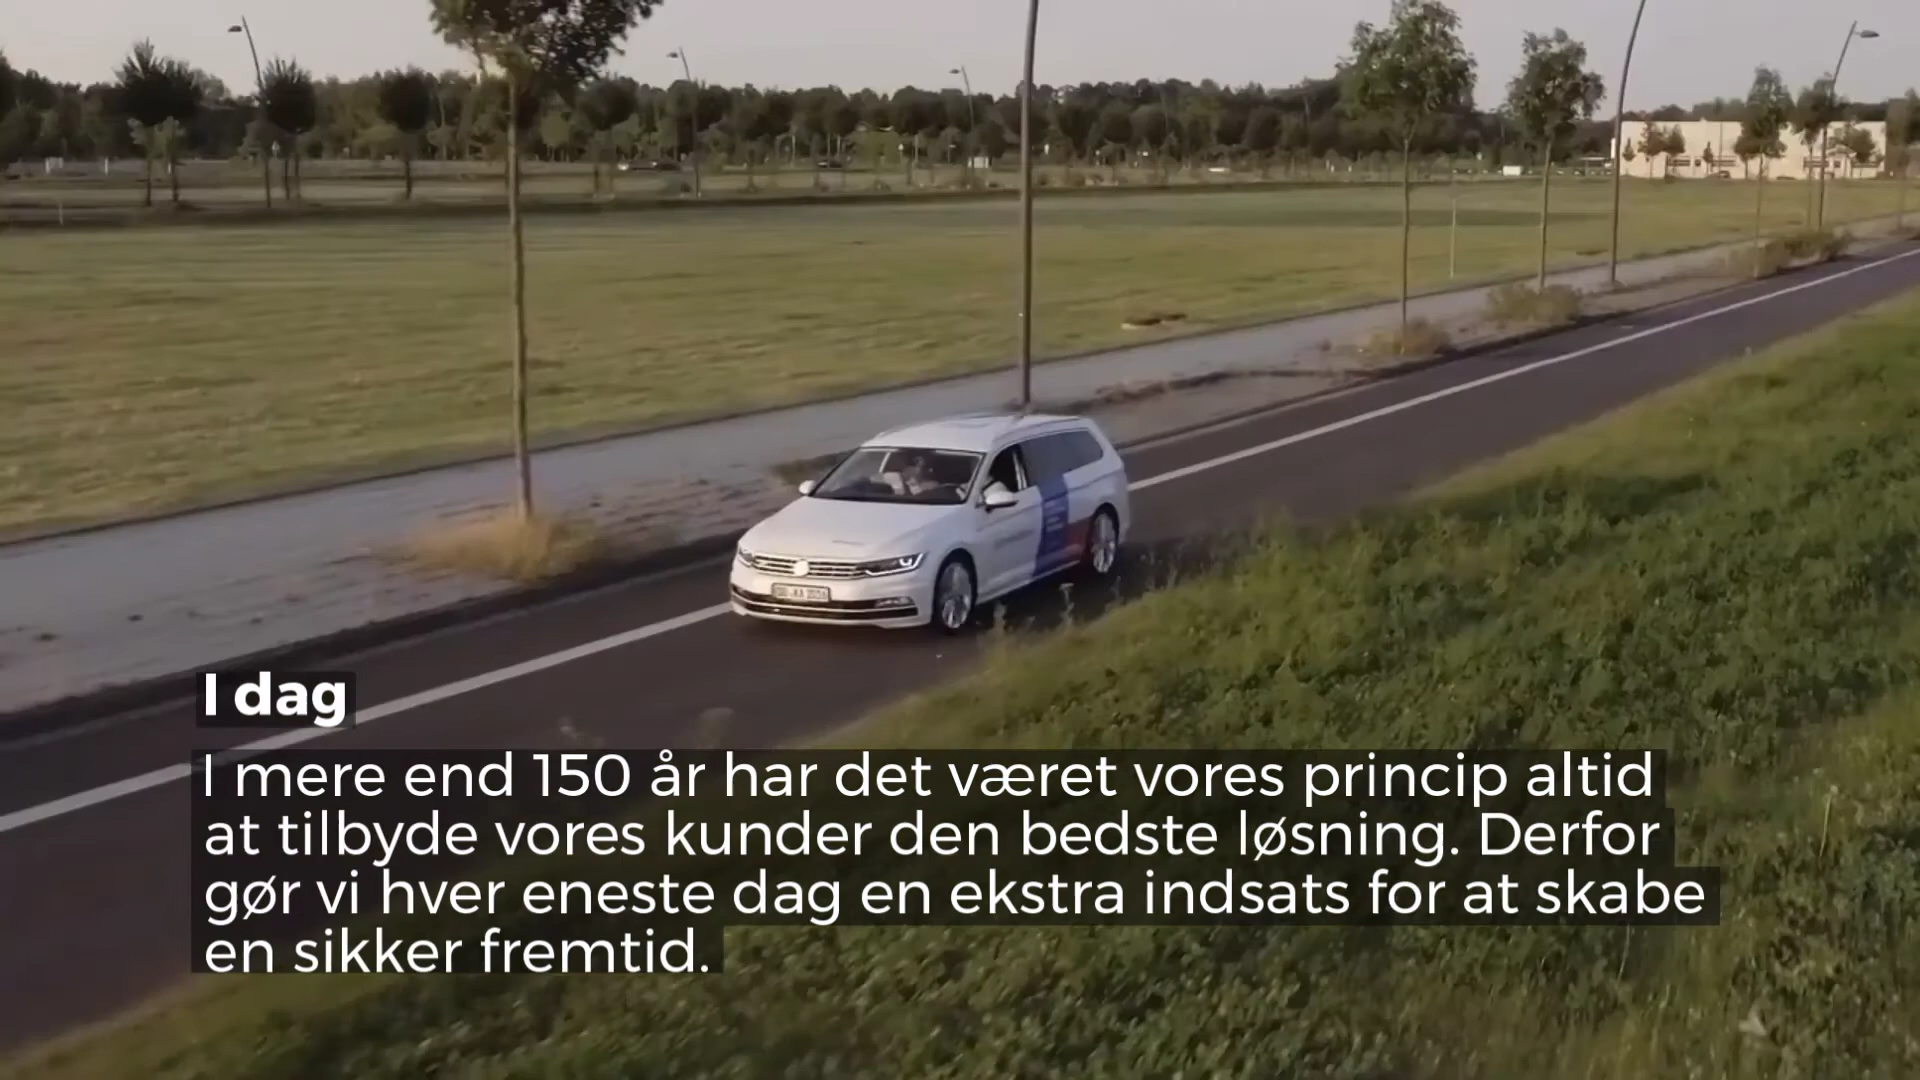 I dag
I mere end 150 år har det været vores princip altid
at tilbyde vores kunder den bedste løsning. Derfor
gør vi hver eneste dag en ekstra indsats for at skabe
en sikker fremtid.